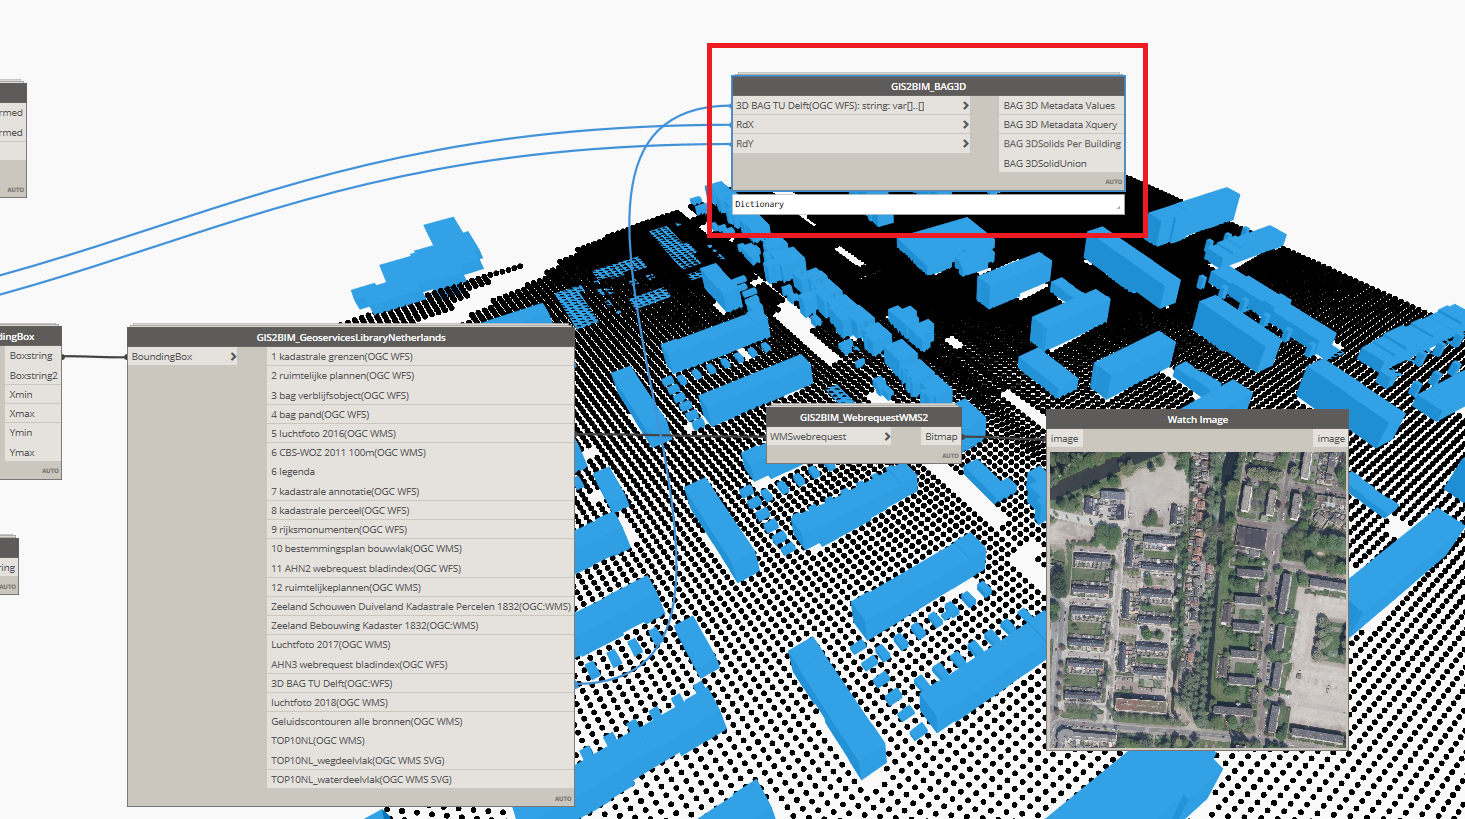 GIS2BIM_BAG3D
3D BAG TU Delft(OGC WFS): string: var[]..[]
RdX
RdY
BAG 3D Metadata Values
BAG 3D Metadata Xquery
BAG 3DSolids Per Building
BAG 3DSolidUnion
AUTO
Dictionary
rmed
rmed
AUTO
dingBox
Boxstring
Boxstring2
Xmin
Xmax
Ymin
Ymax
AUTO
ring
AUTO
GIS2BIM_GeoservicesLibraryNetherlands
BoundingBox
1 kadastrale grenzen(OGC WFS)
2 ruimtelijke plannen(OGC WFS)
3 bag verblijfsobject(OGC WFS)
4 bag pand(OGC WFS)
5 luchtfoto 2016(OGC WMS)
6 CBS-WOZ 2011 100m(OGC WMS)
6 legenda
7 kadastrale annotatie(OGC WFS)
8 kadastrale perceel(OGC WFS)
9 rijksmonumenten(OGC WFS)
10 bestemmingsplan bouwvlak(OGC WMS)
11 AHN2 webrequest bladindex(OGC WFS)
12 ruimtelijkeplannen(OGC WMS)
Zeeland Schouwen Duiveland Kadastrale Percelen 1832(OGC:WMS)
Zeeland Bebouwing Kadaster 1832(OGC:WMS)
Luchtfoto 2017(OGC WMS)
AHN3 webrequest bladindex(OGC WFS)
3D BAG TU Delft(OGC:WFS)
luchtfoto 2018(OGC WMS)
Geluidscontouren alle bronnen(OGC WMS)
TOP10NL(OGC WMS)
TOP10NL_wegdeelvlak(OGC WMS SVG)
TOP10NL_waterdeelvlak(OGC WMS SVG)
AUTO
GIS2BIM_WebrequestWMS2
WMSwebrequest
Bitmap
AUTO
Watch Image
image
image